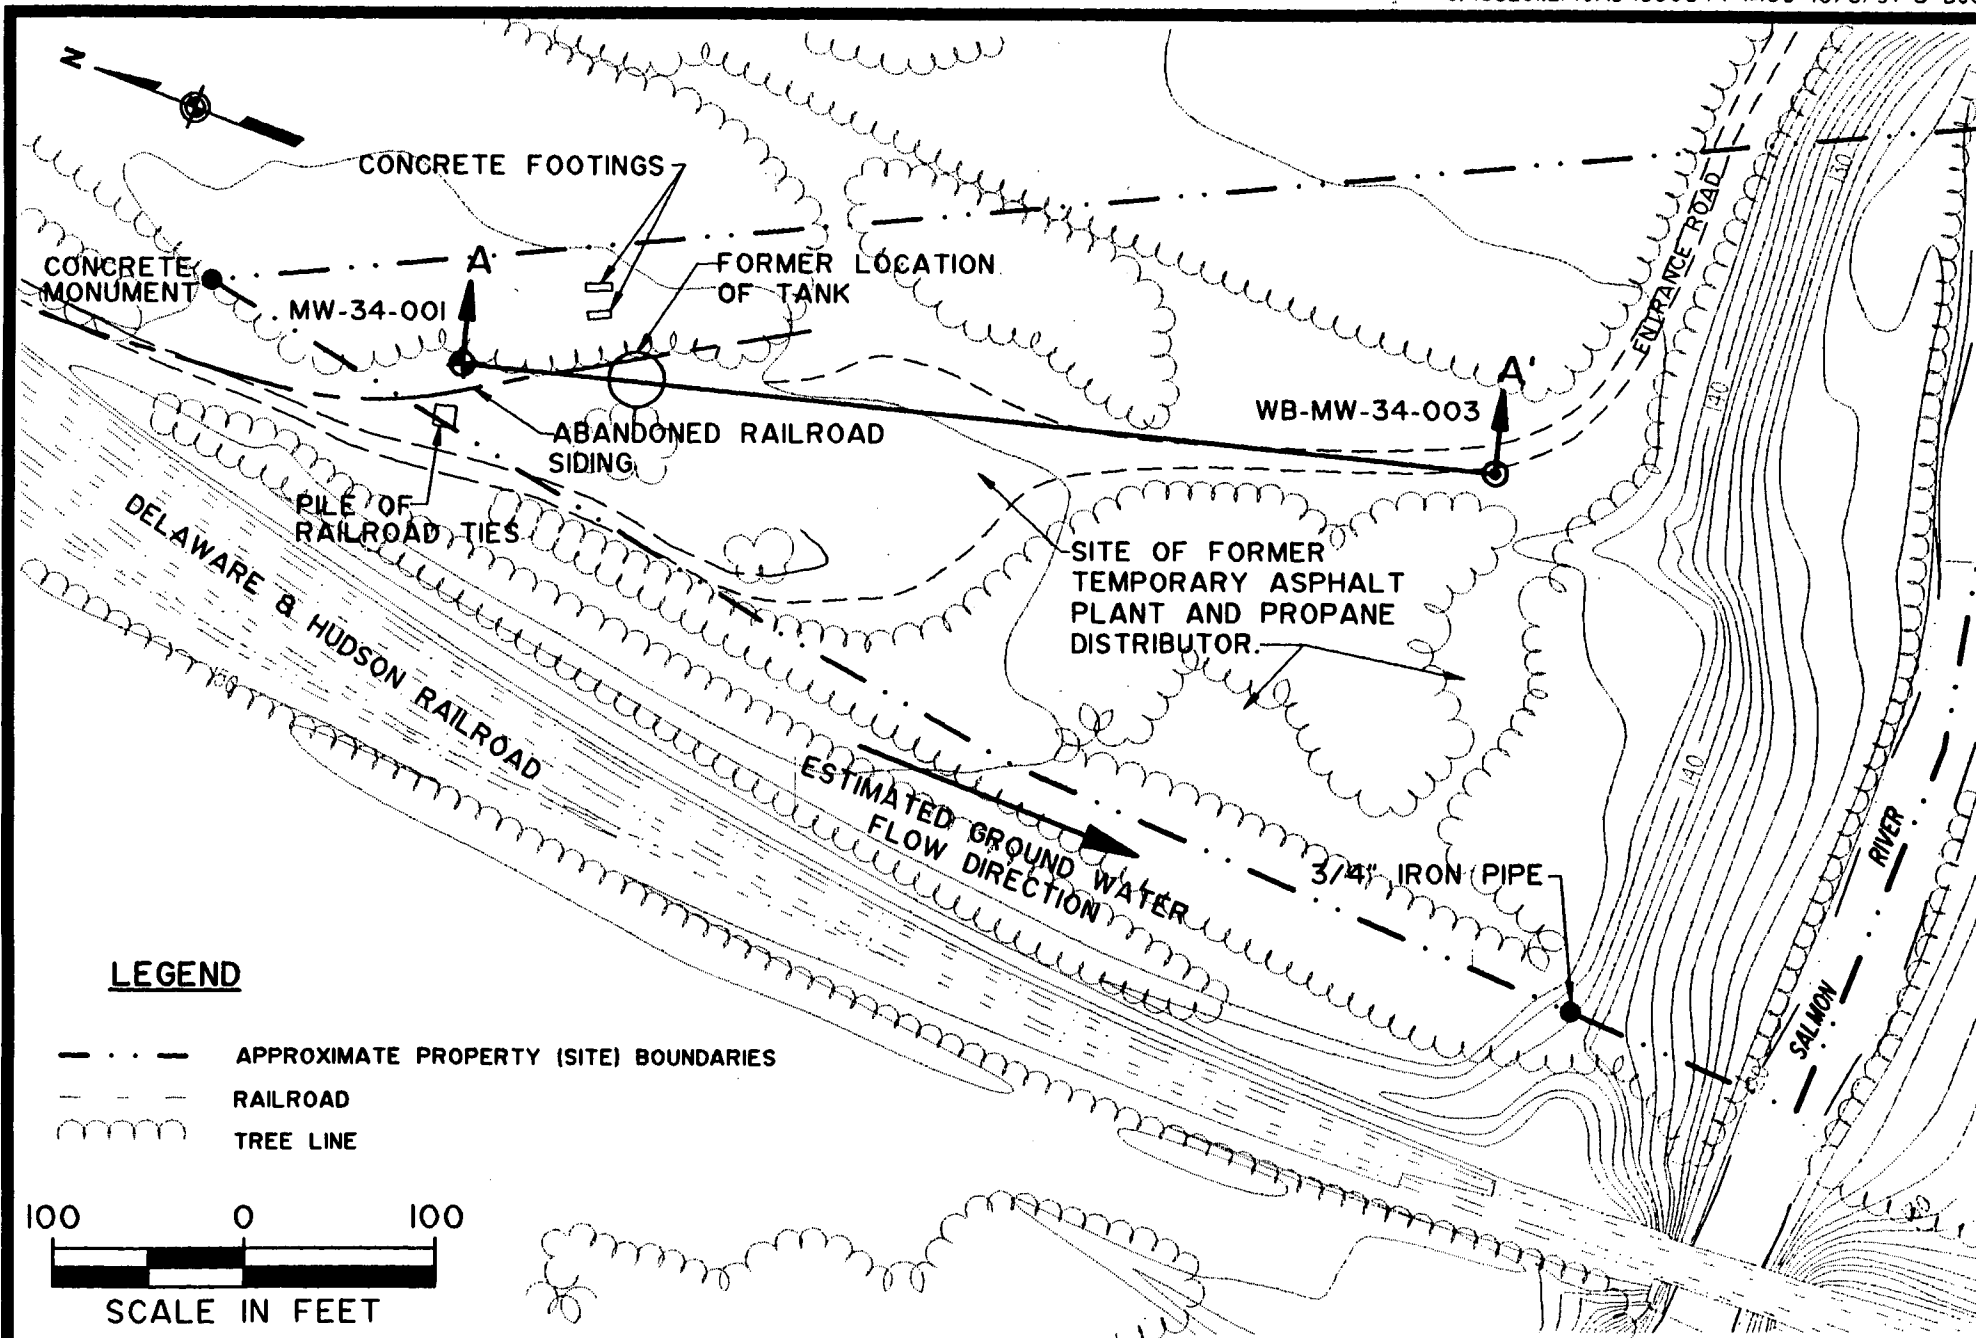 N
CONCRETE FOOTINGS
CONCRETE
MONUMENT
A
MW-34-001
FORMER LOCATION
OF TANK
ENTRANCE ROAD
130
A'
WB-MW-34-003
140
ABANDONED RAILROAD
SIDING
PILE OF
RAILROAD TIES
DELAWARE & HUDSON RAILROAD
SITE OF FORMER
TEMPORARY ASPHALT
PLANT AND PROPANE
DISTRIBUTOR.
140
ESTIMATED GROUND WATER
FLOW DIRECTION
3/4" IRON PIPE
SALMON RIVER
LEGEND
APPROXIMATE PROPERTY (SITE) BOUNDARIES
RAILROAD
TREE LINE
100 0 100
SCALE IN FEET